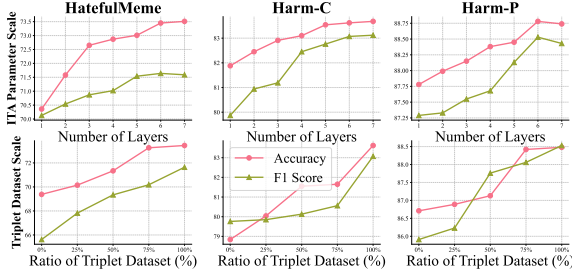 HatefulMeme
Harm-C
Harm-P
ITA Parameter Scale
73.5
73.0
72.5
72.0
71.5
71.0
70.5
70.0
1 2 3 4 5 6 7
Number of Layers
83
82
81
80
1 2 3 4 5 6 7
Number of Layers
88.75
88.50
88.25
88.00
87.75
87.50
87.25
1 2 3 4 5 6 7
Number of Layers
Triplet Dataset Scale
72
70
68
66
0% 25% 50% 75% 100%
Ratio of Triplet Dataset (%)
Accuracy
F1 Score
83
82
81
80
79
0% 25% 50% 75% 100%
Ratio of Triplet Dataset (%)
88.5
88.0
87.5
87.0
86.5
86.0
0% 25% 50% 75% 100%
Ratio of Triplet Dataset (%)